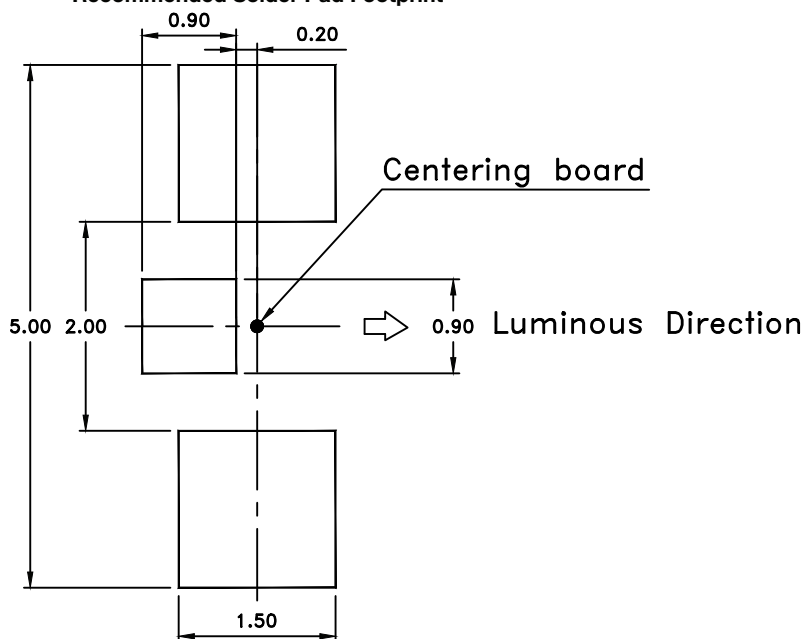 Recommended Solder Pad Footprint
0.90
0.20
Centering board
5.00 2.00
0.90 Luminous Direction
1.50